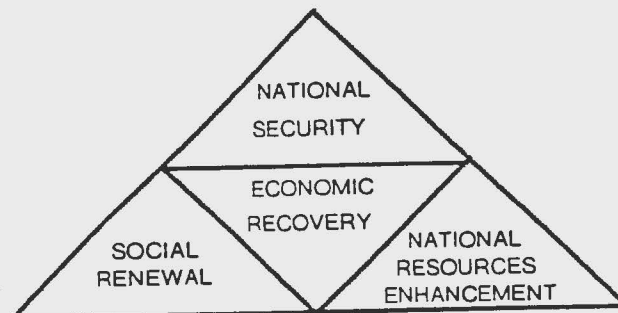 NATIONAL
SECURITY
ECONOMIC
RECOVERY
SOCIAL
RENEWAL
NATIONAL
RESOURCES
ENHANCEMENT